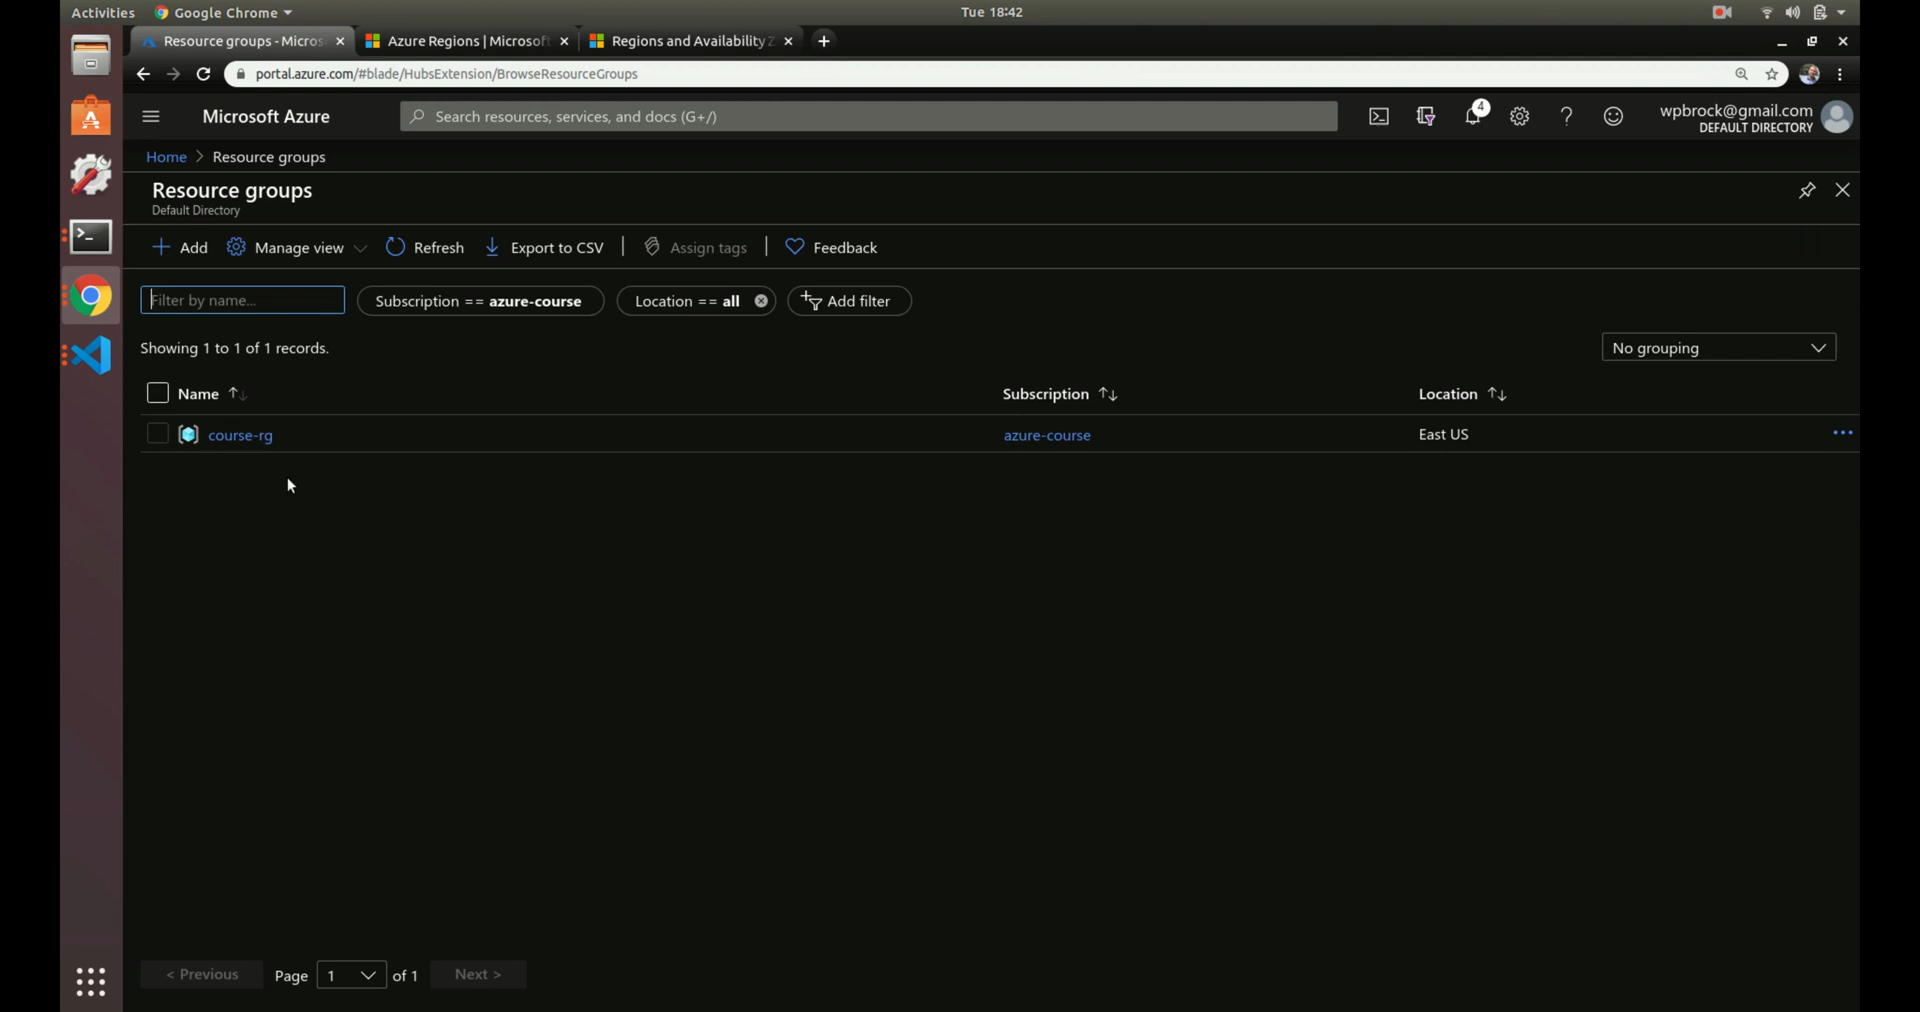 Activities Google Chrome Tue 18:42
Resource groups - Micros Azure Regions | Microsoft Regions and Availability Z
portal.azure.com/#blade/HubsExtension/BrowseResourceGroups
Microsoft Azure Search resources, services, and docs (G+/) 4 wpbrock@gmail.com
DEFAULT DIRECTORY
Home > Resource groups
Resource groups
Default Directory
Add Manage view Refresh Export to CSV Assign tags Feedback
Filter by name... Subscription == azure-course Location == all Add filter
Showing 1 to 1 of 1 records. No grouping
Name Subscription Location
course-rg azure-course East US
< Previous Page 1 of 1 Next >